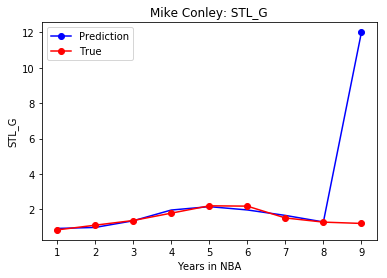 Mike Conley: STL_G
Prediction
True
12
10
8
6
4
2
STL_G
1 2 3 4 5 6 7 8 9
Years in NBA